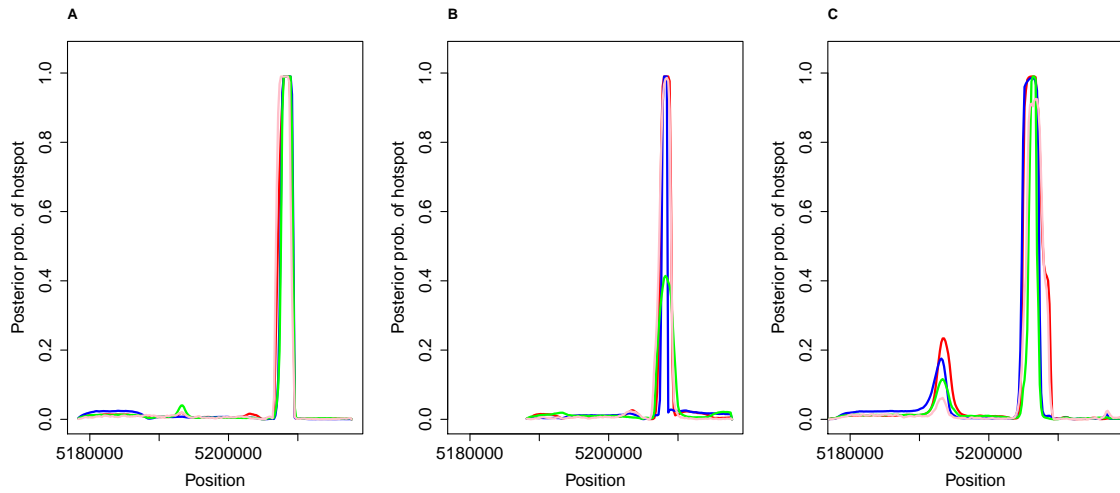 A
B
C
Posterior prob. of hotspot
0.0 0.2 0.4 0.6 0.8 1.0
5180000 5200000
Position
Posterior prob. of hotspot
0.0 0.2 0.4 0.6 0.8 1.0
5180000 5200000
Position
Posterior prob. of hotspot
0.0 0.2 0.4 0.6 0.8 1.0
5180000 5200000
Position